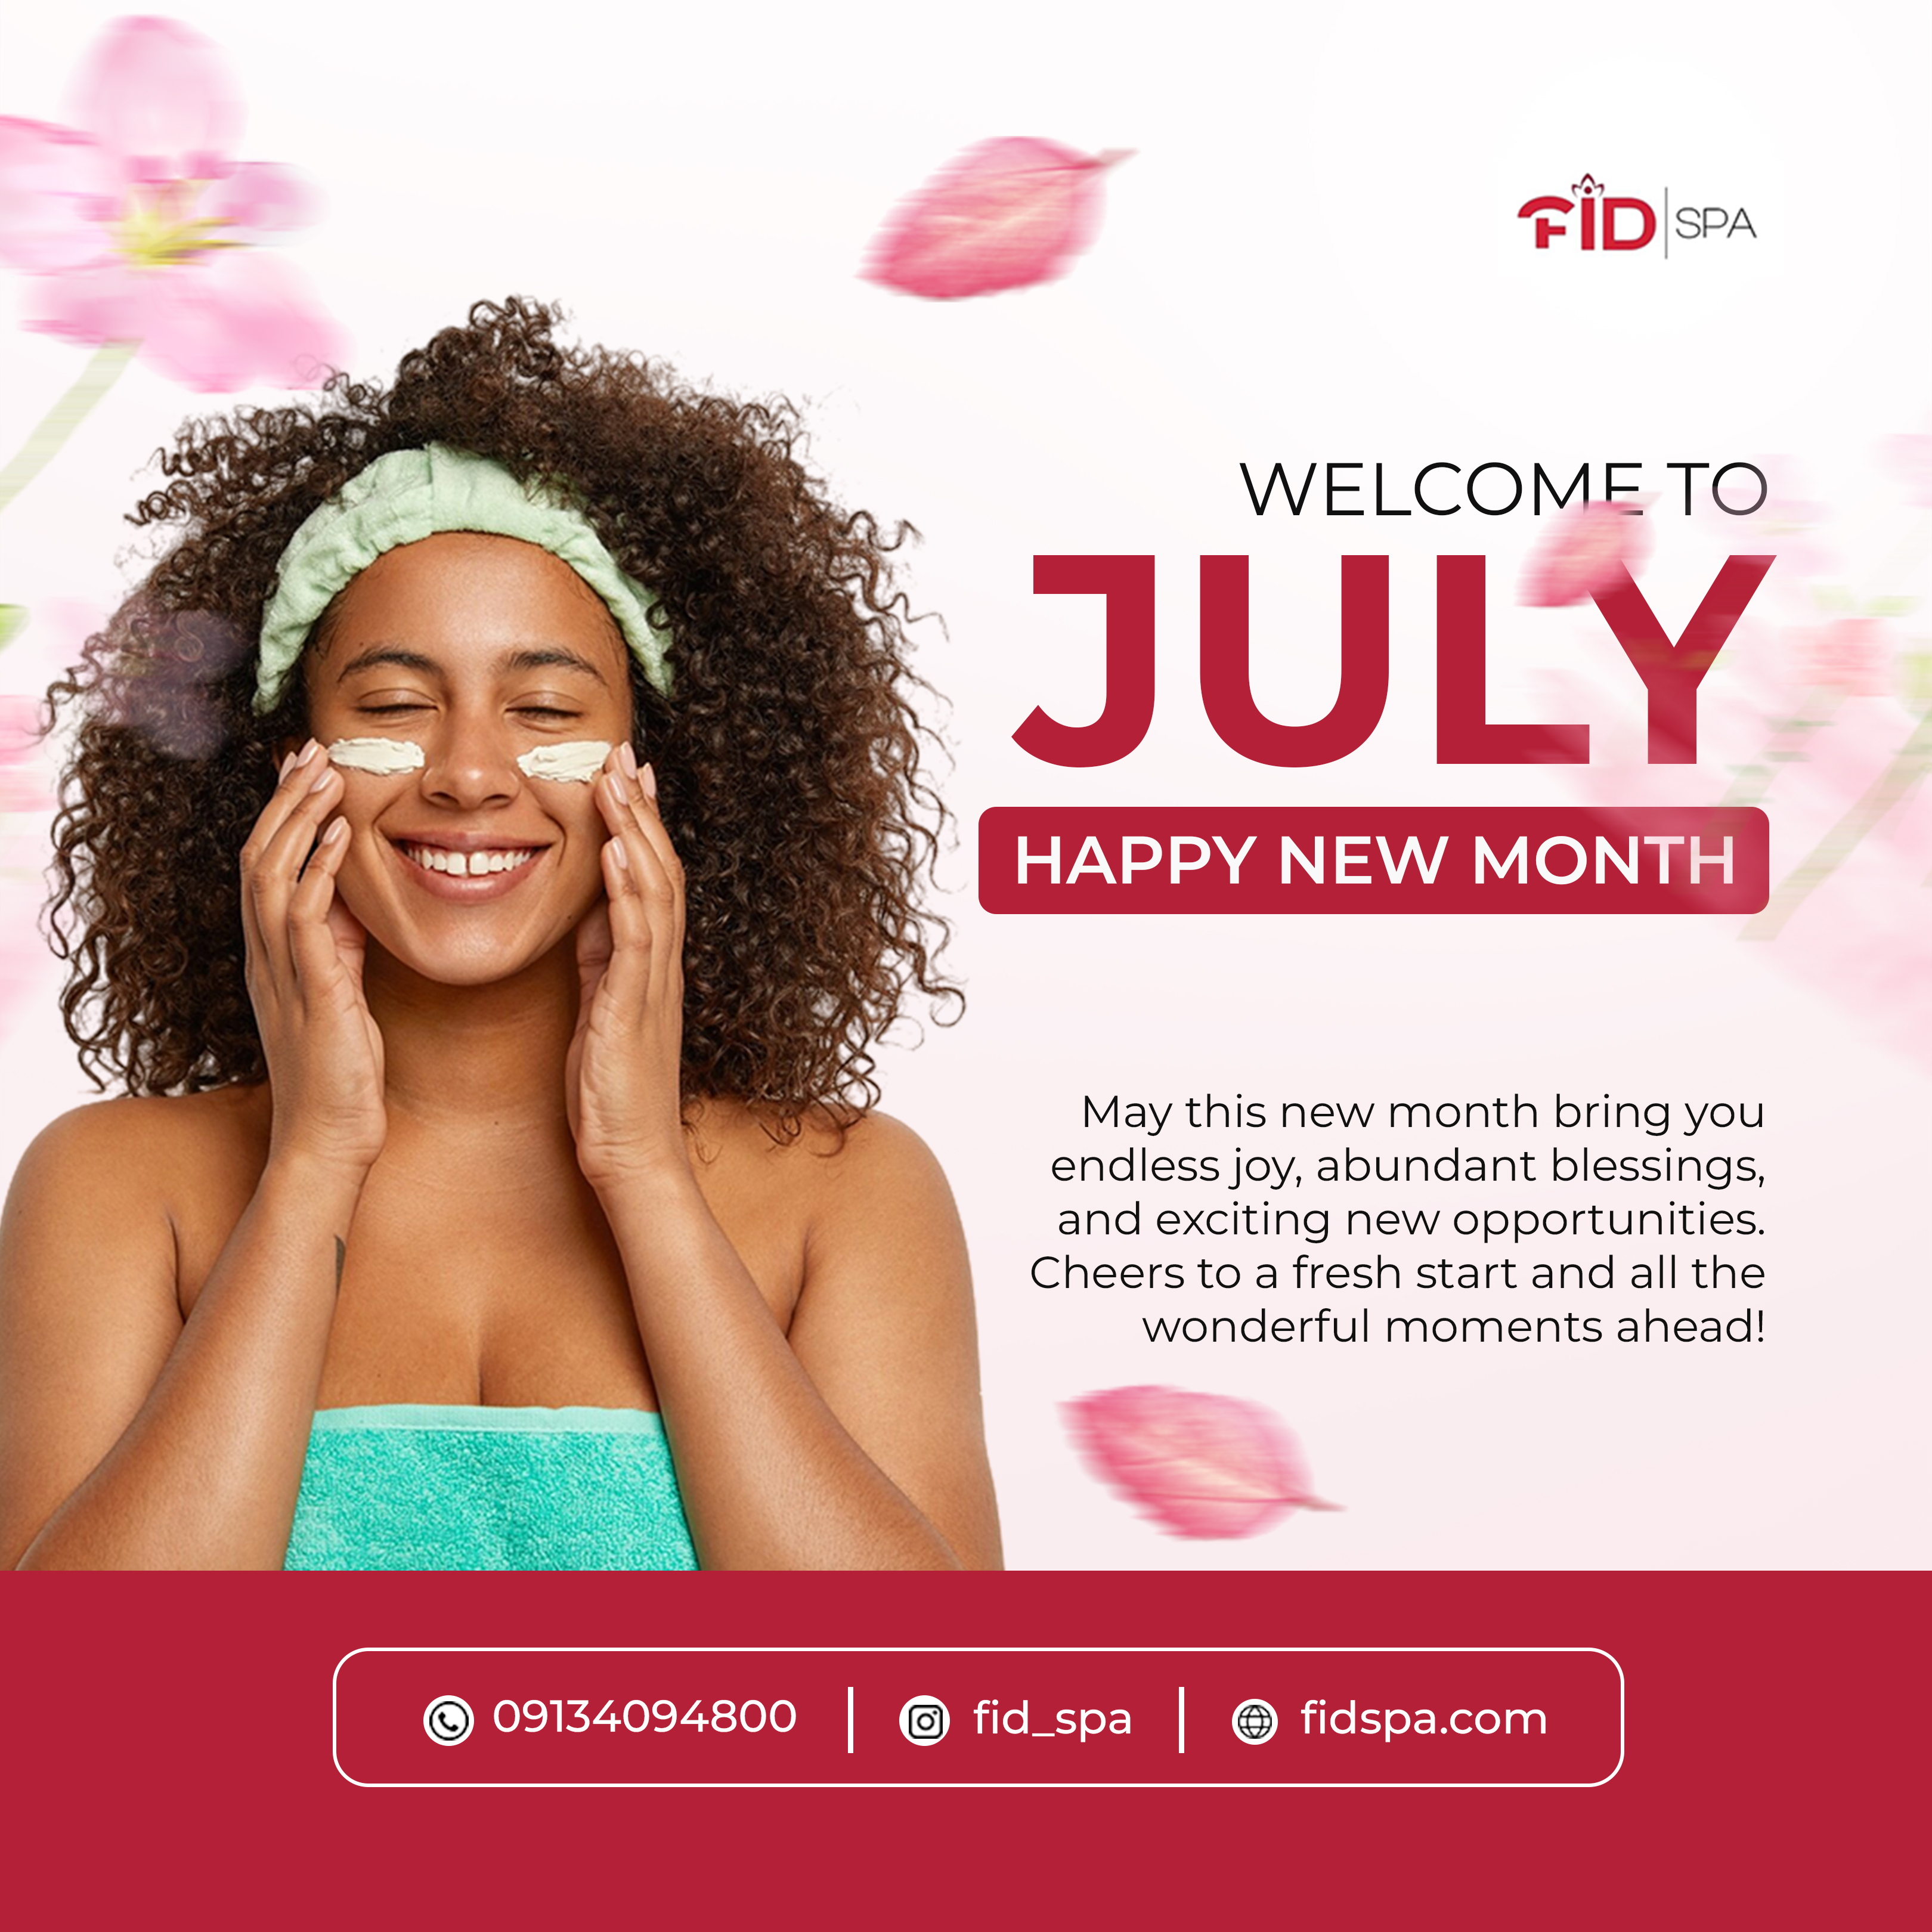 FiD | SPA
WELCOME TO
JULY
HAPPY NEW MONTH
May this new month bring you
endless joy, abundant blessings,
and exciting new opportunities.
Cheers to a fresh start and all the
wonderful moments ahead!
09134094800 | fid_spa | fidspa.com